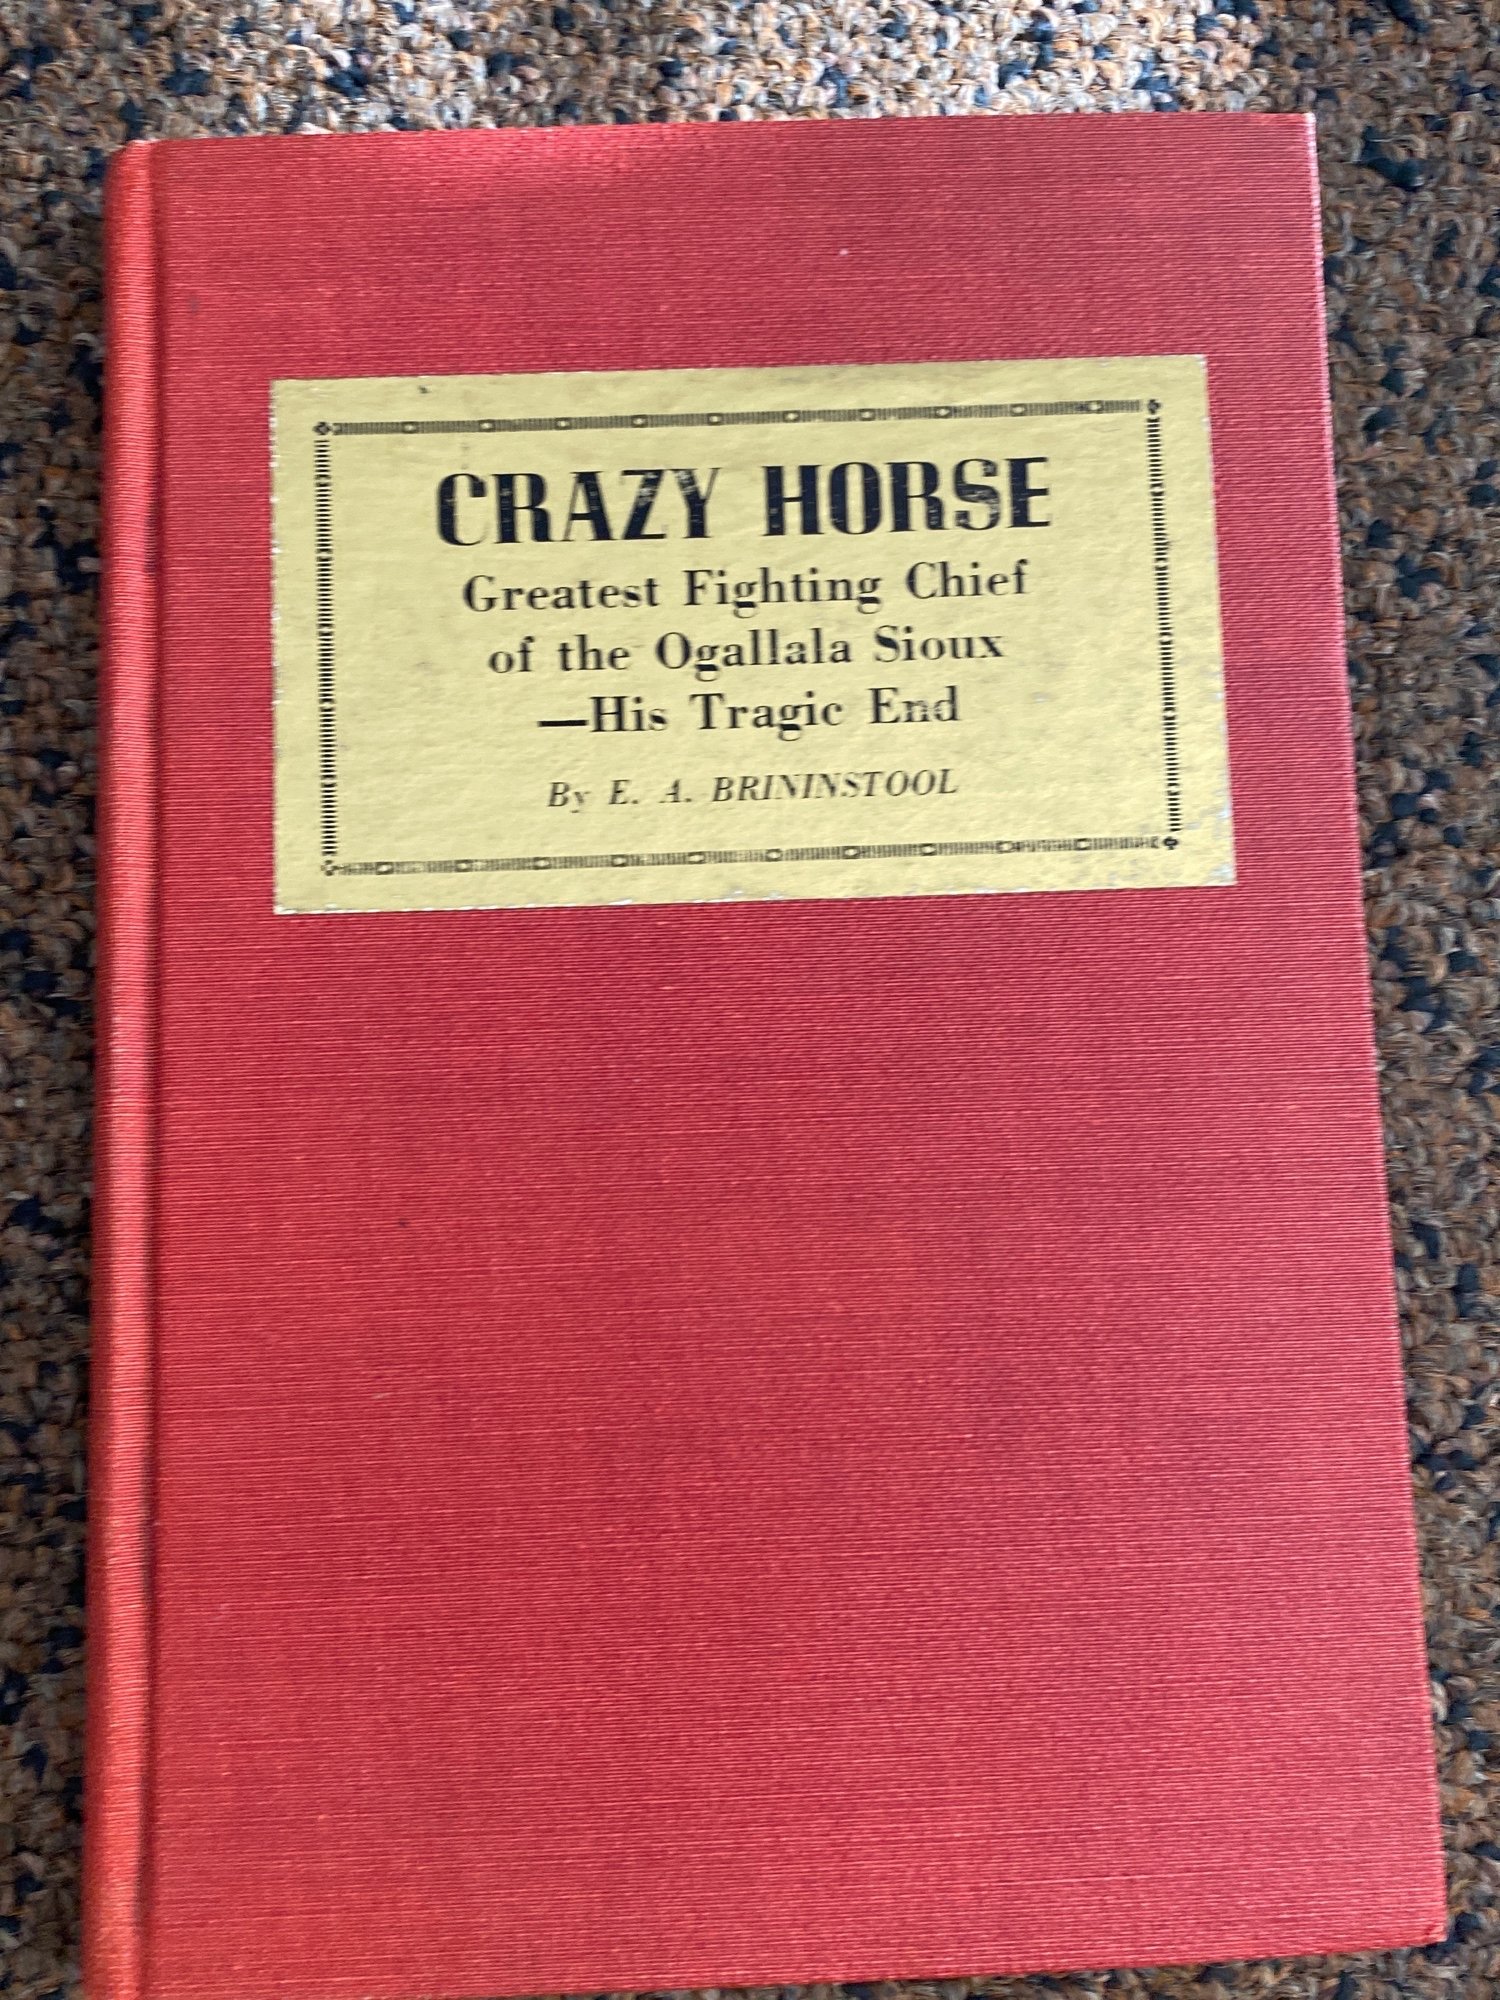 CRAZY HORSE
Greatest Fighting Chief
of the Ogallala Sioux
—His Tragic End
By E. A. BRININSTOOL